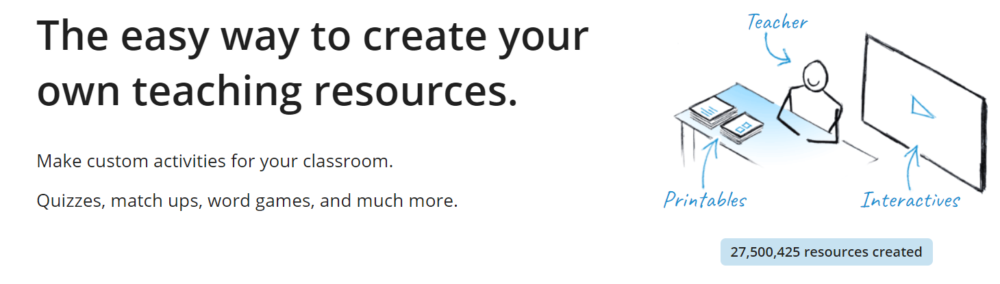 The easy way to create your
own teaching resources.
Make custom activities for your classroom.
Quizzes, match ups, word games, and much more.
Teacher
Printables
Interactives
27,500,425 resources created